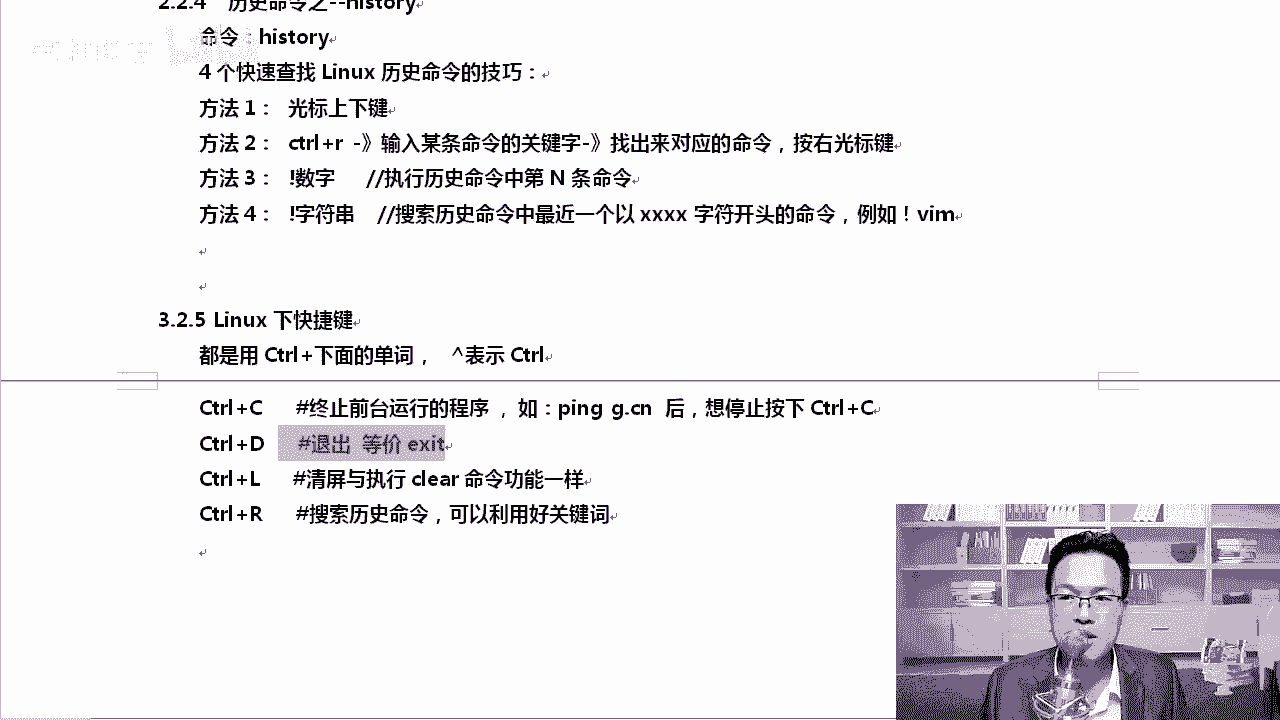 2.2.4 历史命令之--history
命令：history
4 个快速查找 Linux 历史命令的技巧：
方法 1： 光标上下键
方法 2： ctrl+r -》输入某条命令的关键字-》找出来对应的命令，按右光标键
方法 3： !数字 //执行历史命令中第 N 条命令
方法 4： !字符串 //搜索历史命令中最近一个以 xxxx 字符开头的命令，例如！vim
3.2.5 Linux 下快捷键
都是用 Ctrl+下面的单词， ^表示 Ctrl
Ctrl+C #终止前台运行的程序 ，如：ping g.cn 后，想停止按下 Ctrl+C
Ctrl+D #退出 等价 exit
Ctrl+L #清屏与执行 clear 命令功能一样
Ctrl+R #搜索历史命令，可以利用好关键词